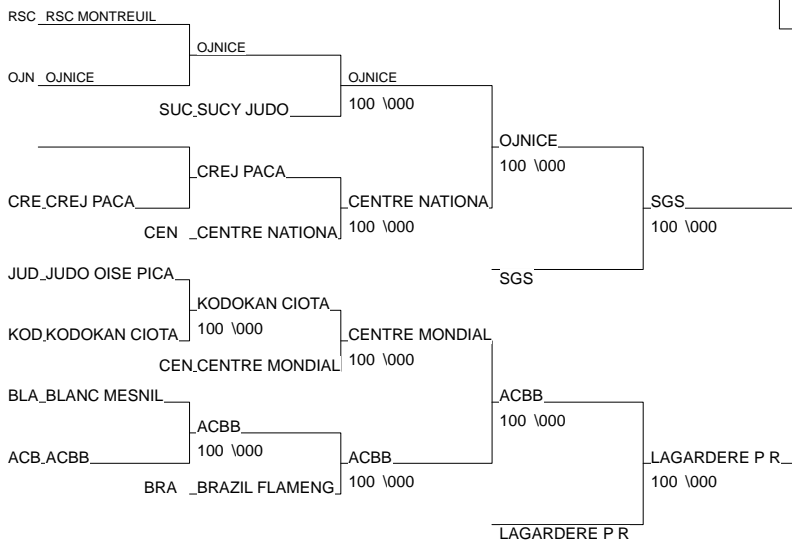 RSC RSC MONTREUIL
OJNICE
OJN OJNICE
OJNICE
100 \000
SUC SUCY JUDO
OJNICE
100 \000
CREJ PACA
CRE CREJ PACA
CENTRE NATIONA
100 \000
SGS
100 \000
CEN CENTRE NATIONA
JUD JUDO OISE PICA
SGS
KODOKAN CIOTA
100 \000
KOD KODOKAN CIOTA
CENTRE MONDIAL
100 \000
CEN CENTRE MONDIAL
BLA BLANC MESNIL
ACBB
100 \000
ACBB
100 \000
ACB ACBB
ACBB
100 \000
LAGARDERE P R
100 \000
BRA BRAZIL FLAMENG
LAGARDERE P R